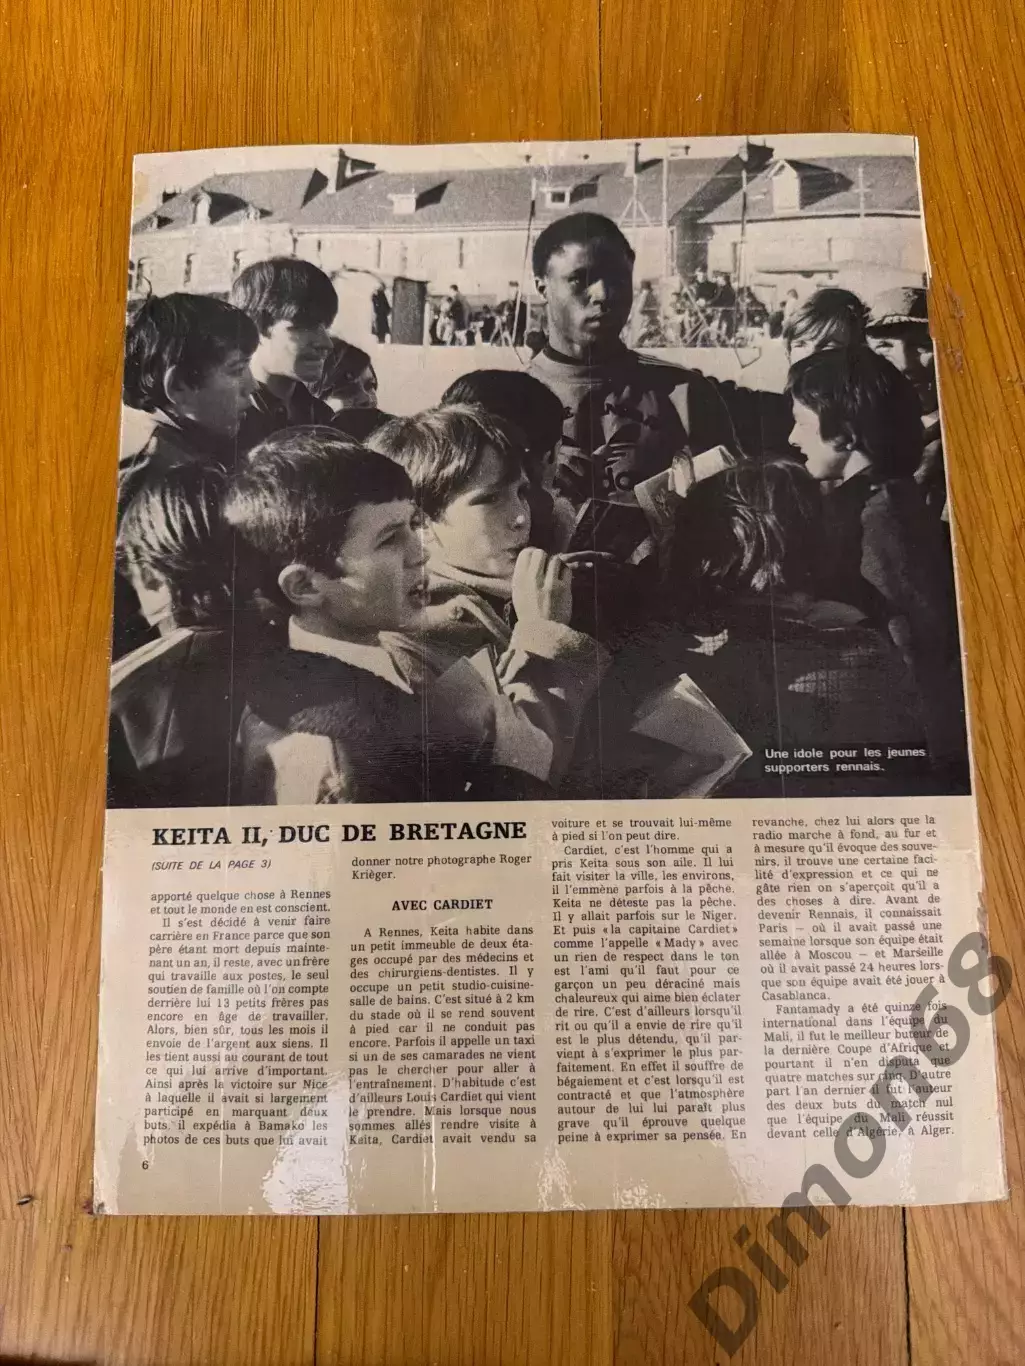 Une idole pour les jeunes
supporters rennais.
KEITA II, DUC DE BRETAGNE
(SUITE DE LA PAGE 3)
apporté quelque chose à Rennes
et tout le monde en est conscient.
Il s'est décidé à venir faire
carrière en France parce que son
père étant mort depuis mainte-
nant un an, il reste, avec un frère
qui travaille aux postes, le seul
soutien de famille où l'on compte
derrière lui 13 petits frères pas
encore en âge de travailler.
Alors, bien sûr, tous les mois il
envoie de l'argent aux siens. Il
les tient aussi au courant de tout
ce qui lui arrive d'important.
Ainsi après la victoire sur Nice
à laquelle il avait si largement
participé en marquant deux
buts, il expédia à Bamako les
photos de ces buts que lui avait
donner notre photographe Roger
Krièger.
AVEC CARDIET
A Rennes, Keita habite dans
un petit immeuble de deux éta-
ges occupé par des médecins et
des chirurgiens-dentistes. Il y
occupe un petit studio-cuisine-
salle de bains. C'est situé à 2 km
du stade où il se rend souvent
à pied car il ne conduit pas
encore. Parfois il appelle un taxi
si un de ses camarades ne vient
pas le chercher pour aller à
l'entraînement. D'habitude c'est
d'ailleurs Louis Cardiet qui vient
le prendre. Mais lorsque nous
sommes allés rendre visite à
Keita, Cardiet avait vendu sa
voiture et se trouvait lui-même
à pied si l'on peut dire.
Cardiet, c'est l'homme qui a
pris Keita sous son aile. Il lui
fait visiter la ville, les environs,
il l'emmène parfois à la pêche.
Keita ne déteste pas la pêche.
Il y allait parfois sur le Niger.
Et puis «la capitaine Cardiet»
comme l'appelle «Mady» avec
un rien de respect dans le ton
est l'ami qu'il faut pour ce
garçon un peu déraciné mais
chaleureux qui aime bien éclater
de rire. C'est d'ailleurs lorsqu'il
rit ou qu'il a envie de rire qu'il
est le plus détendu, qu'il par-
vient à s'exprimer le plus par-
faitement. En effet il souffre de
bégaiement et c'est lorsqu'il est
contracté et que l'atmosphère
autour de lui lui paraît plus
grave qu'il éprouve quelque
peine à exprimer sa pensée. En
revanche, chez lui alors que la
radio marche à fond, au fur et
à mesure qu'il évoque des souve-
nirs, il trouve une certaine faci-
lité d'expression et ce qui ne
gâte rien on s'aperçoit qu'il a
des choses à dire. Avant de
devenir Rennais, il connaissait
Paris — où il avait passé une
semaine lorsque son équipe était
allée à Moscou — et Marseille
où il avait passé 24 heures lors-
que son équipe avait été jouer à
Casablanca.
Fantamady a été quinze fois
international dans l'équipe du
Mali, il fut le meilleur buteur de
la dernière Coupe d'Afrique et
pourtant il n'en disputa que
quatre matches sur cinq. D'autre
part l'an dernier il fut l'auteur
des deux buts du match nul
que l'équipe du Mali réussit
devant celle d'Algérie, à Alger.
6
Dimon68